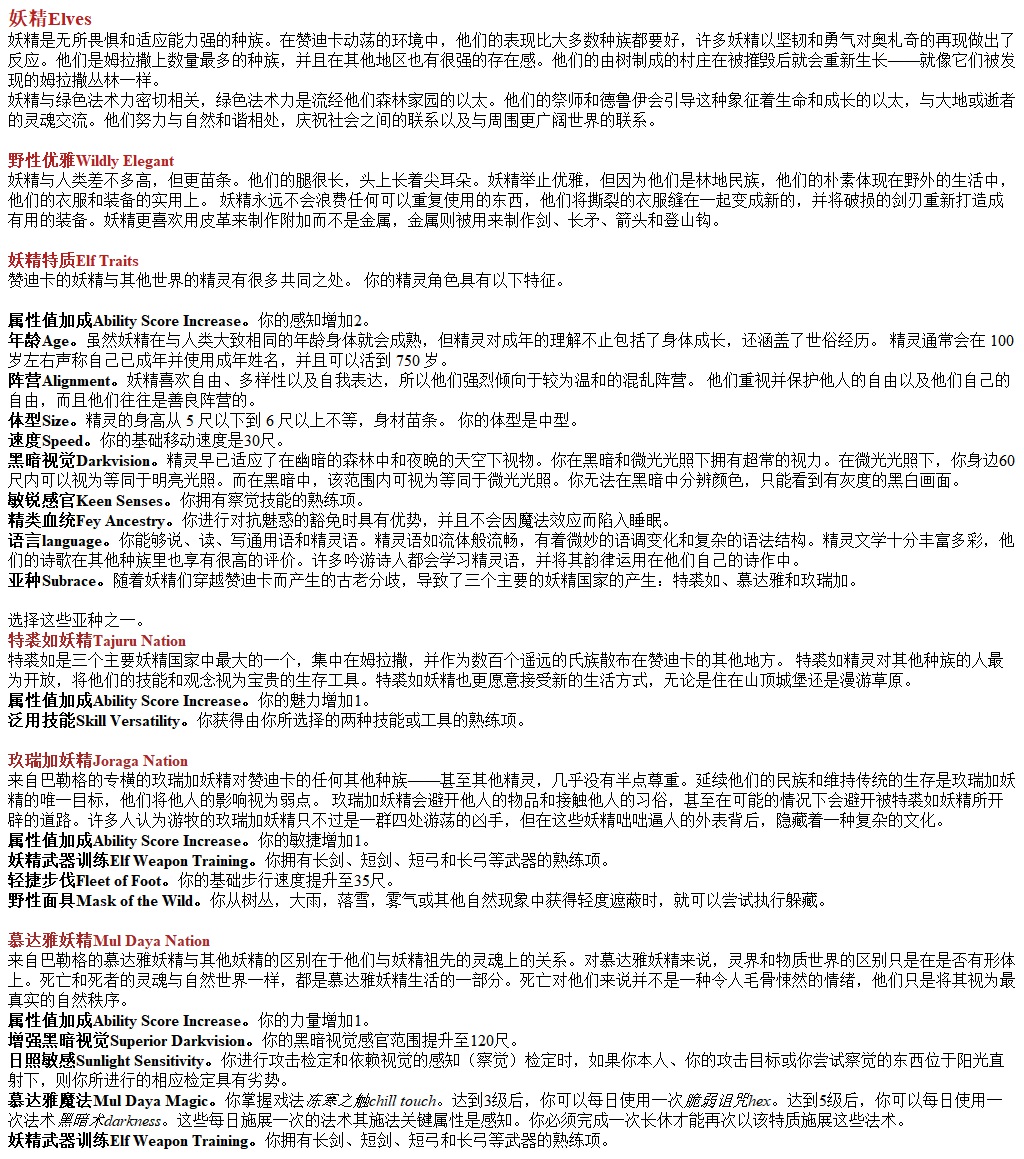 妖精Elves
妖精是无所畏惧和适应能力强的种族。在赞迪卡动荡的环境中，他们的表现比大多数种族都要好，许多妖精以坚韧和勇气对奥札奇的再现做出了
反应。他们是姆拉撒上数量最多的种族，并且在其他地区也有很强的存在感。他们的由树制成的村庄在被摧毁后就会重新生长——就像它们被发
现的姆拉撒丛林一样。
妖精与绿色法术力密切相关，绿色法术力是流经他们森林家园的以太。他们的祭师和德鲁伊会引导这种象征着生命和成长的以太，与大地或逝者
的灵魂交流。他们努力与自然和谐相处，庆祝社会之间的联系以及与周围更广阔世界的联系。
野性优雅Wildly Elegant
妖精与人类差不多高，但更苗条。他们的腿很长，头上长着尖耳朵。妖精举止优雅，但因为他们是林地民族，他们的朴素体现在野外的生活中，
他们的衣服和装备的实用上。 妖精永远不会浪费任何可以重复使用的东西，他们将撕裂的衣服缝在一起变成新的，并将破损的剑刃重新打造成
有用的装备。妖精更喜欢用皮革来制作附加而不是金属，金属则被用来制作剑、长矛、箭头和登山钩。
妖精特质Elf Traits
赞迪卡的妖精与其他世界的精灵有很多共同之处。 你的精灵角色具有以下特征。
属性值加成Ability Score Increase。你的感知增加2。
年龄Age。虽然妖精在与人类大致相同的年龄身体就会成熟，但精灵对成年的理解不止包括了身体成长，还涵盖了世俗经历。 精灵通常会在 100
岁左右声称自己已成年并使用成年姓名，并且可以活到 750 岁。
阵营Alignment。妖精喜欢自由、多样性以及自我表达，所以他们强烈倾向于较为温和的混乱阵营。 他们重视并保护他人的自由以及他们自己的
自由，而且他们往往是善良阵营的。
体型Size。精灵的身高从 5 尺以下到 6 尺以上不等，身材苗条。 你的体型是中型。
速度Speed。你的基础移动速度是30尺。
黑暗视觉Darkvision。精灵早已适应了在幽暗的森林中和夜晚的天空下视物。你在黑暗和微光光照下拥有超常的视力。在微光光照下，你身边60
尺内可以视为等同于明亮光照。而在黑暗中，该范围内可视为等同于微光光照。你无法在黑暗中分辨颜色，只能看到有灰度的黑白画面。
敏锐感官Keen Senses。你拥有察觉技能的熟练项。
精类血统Fey Ancestry。你进行对抗魅惑的豁免时具有优势，并且不会因魔法效应而陷入睡眠。
语言language。你能够说、读、写通用语和精灵语。精灵语如流体般流畅，有着微妙的语调变化和复杂的语法结构。精灵文学十分丰富多彩，他
们的诗歌在其他种族里也享有很高的评价。许多吟游诗人都会学习精灵语，并将其韵律运用在他们自己的诗作中。
亚种Subrace。随着妖精们穿越赞迪卡而产生的古老分歧，导致了三个主要的妖精国家的产生：特裘如、慕达雅和玫瑞加。
选择这些亚种之一。
特裘如妖精Tajuru Nation
特裘如是三个主要妖精国家中最大的一个，集中在姆拉撒，并作为数百个遥远的氏族散布在赞迪卡的其他地方。 特裘如精灵对其他种族的人最
为开放，将他们的技能和观念视为宝贵的生存工具。特裘如妖精也更愿意接受新的生活方式，无论是住在山顶城堡还是漫游草原。
属性值加成Ability Score Increase。你的魅力增加1。
泛用技能Skill Versatility。你获得由你所选择的两种技能或工具的熟练项。
玫瑞加妖精Joraga Nation
来自巴勒格的专横的玫瑞加妖精对赞迪卡的任何其他种族——甚至其他精灵，几乎没有半点尊重。延续他们的民族和维持传统的生存是玫瑞加妖
精的唯一目标，他们将他人的影响视为弱点。 玫瑞加妖精会避开他人的物品和接触他人的习俗，甚至在可能的情况下会避开被特裘如妖精所开
辟的道路。许多人认为游牧的玫瑞加妖精只不过是一群四处游荡的凶手，但在这些妖精咄咄逼人的外表背后，隐藏着一种复杂的文化。
属性值加成Ability Score Increase。你的敏捷增加1。
妖精武器训练Elf Weapon Training。你拥有长剑、短剑、短弓和长弓等武器的熟练项。
轻捷步伐Fleet of Foot。你的基础步行速度提升至35尺。
野性面具Mask of the Wild。你从树丛，大雨，落雪，雾气或其他自然现象中获得轻度遮蔽时，就可以尝试执行躲藏。
慕达雅妖精Mul Daya Nation
来自巴勒格的慕达雅妖精与其他妖精的区别在于他们与妖精祖先的灵魂上的关系。对慕达雅妖精来说，灵界和物质世界的区别只是在是否有形体
上。死亡和死者的灵魂与自然世界一样，都是慕达雅妖精生活的一部分。死亡对他们来说并不是一种令人毛骨悚然的情绪，他们只是将其视为最
真实的自然秩序。
属性值加成Ability Score Increase。你的力量增加1。
增强黑暗视觉Superior Darkvision。你的黑暗视觉感官范围提升至120尺。
日照敏感Sunlight Sensitivity。你进行攻击检定和依赖视觉的感知（察觉）检定时，如果你本人、你的攻击目标或你尝试察觉的东西位于阳光直
射下，则你所进行的相应检定具有劣势。
慕达雅魔法Mul Daya Magic。你掌握戏法冻寒之触chill touch。达到3级后，你可以每日使用一次脆弱诅咒hex。达到5级后，你可以每日使用一
次法术黑暗术darkness。这些每日施展一次的法术其施法关键属性是感知。你必须完成一次长休才能再次以该特质施展这些法术。
妖精武器训练Elf Weapon Training。你拥有长剑、短剑、短弓和长弓等武器的熟练项。